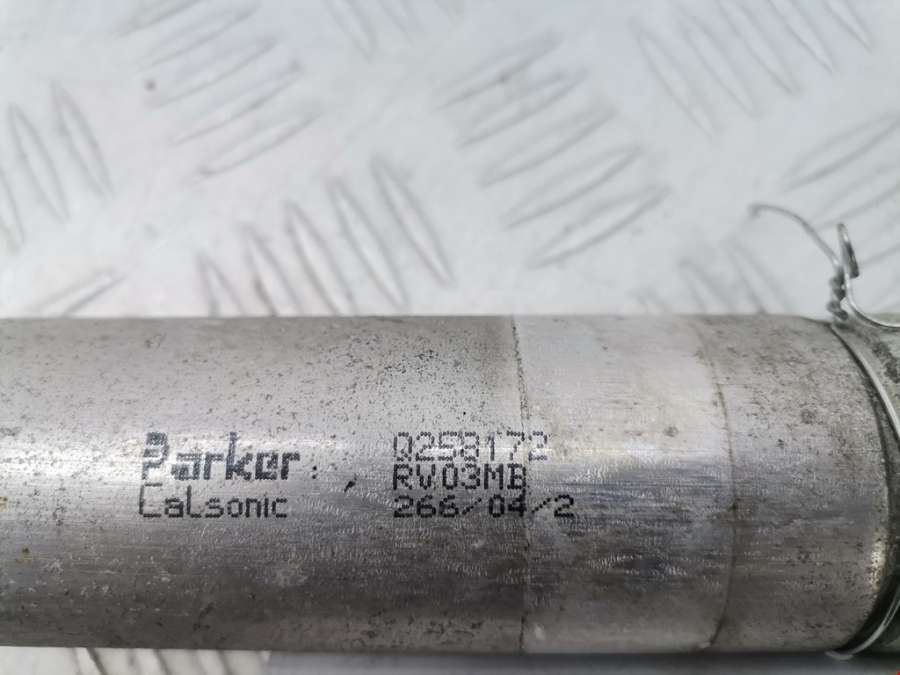 Parker
Calsonic
0258172
RV03MB
266/04/2